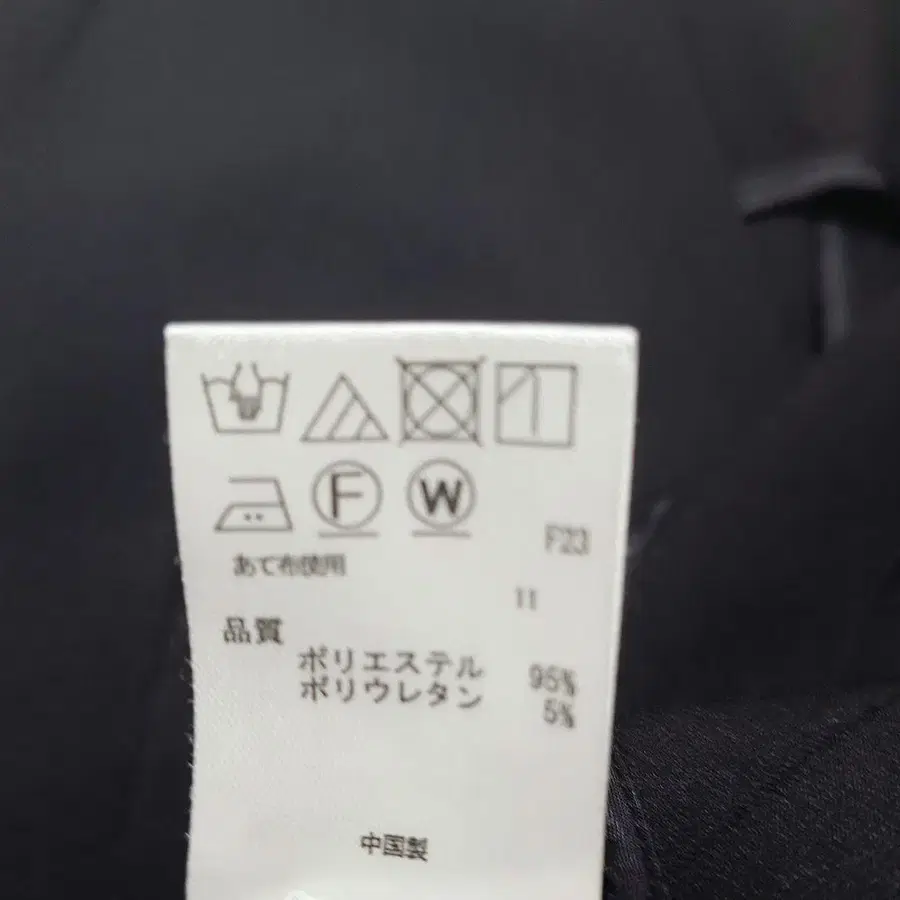 F W
F23
あて布使用
11
品質
ポリエステル 95%
ポリウレタン 5%
中国製